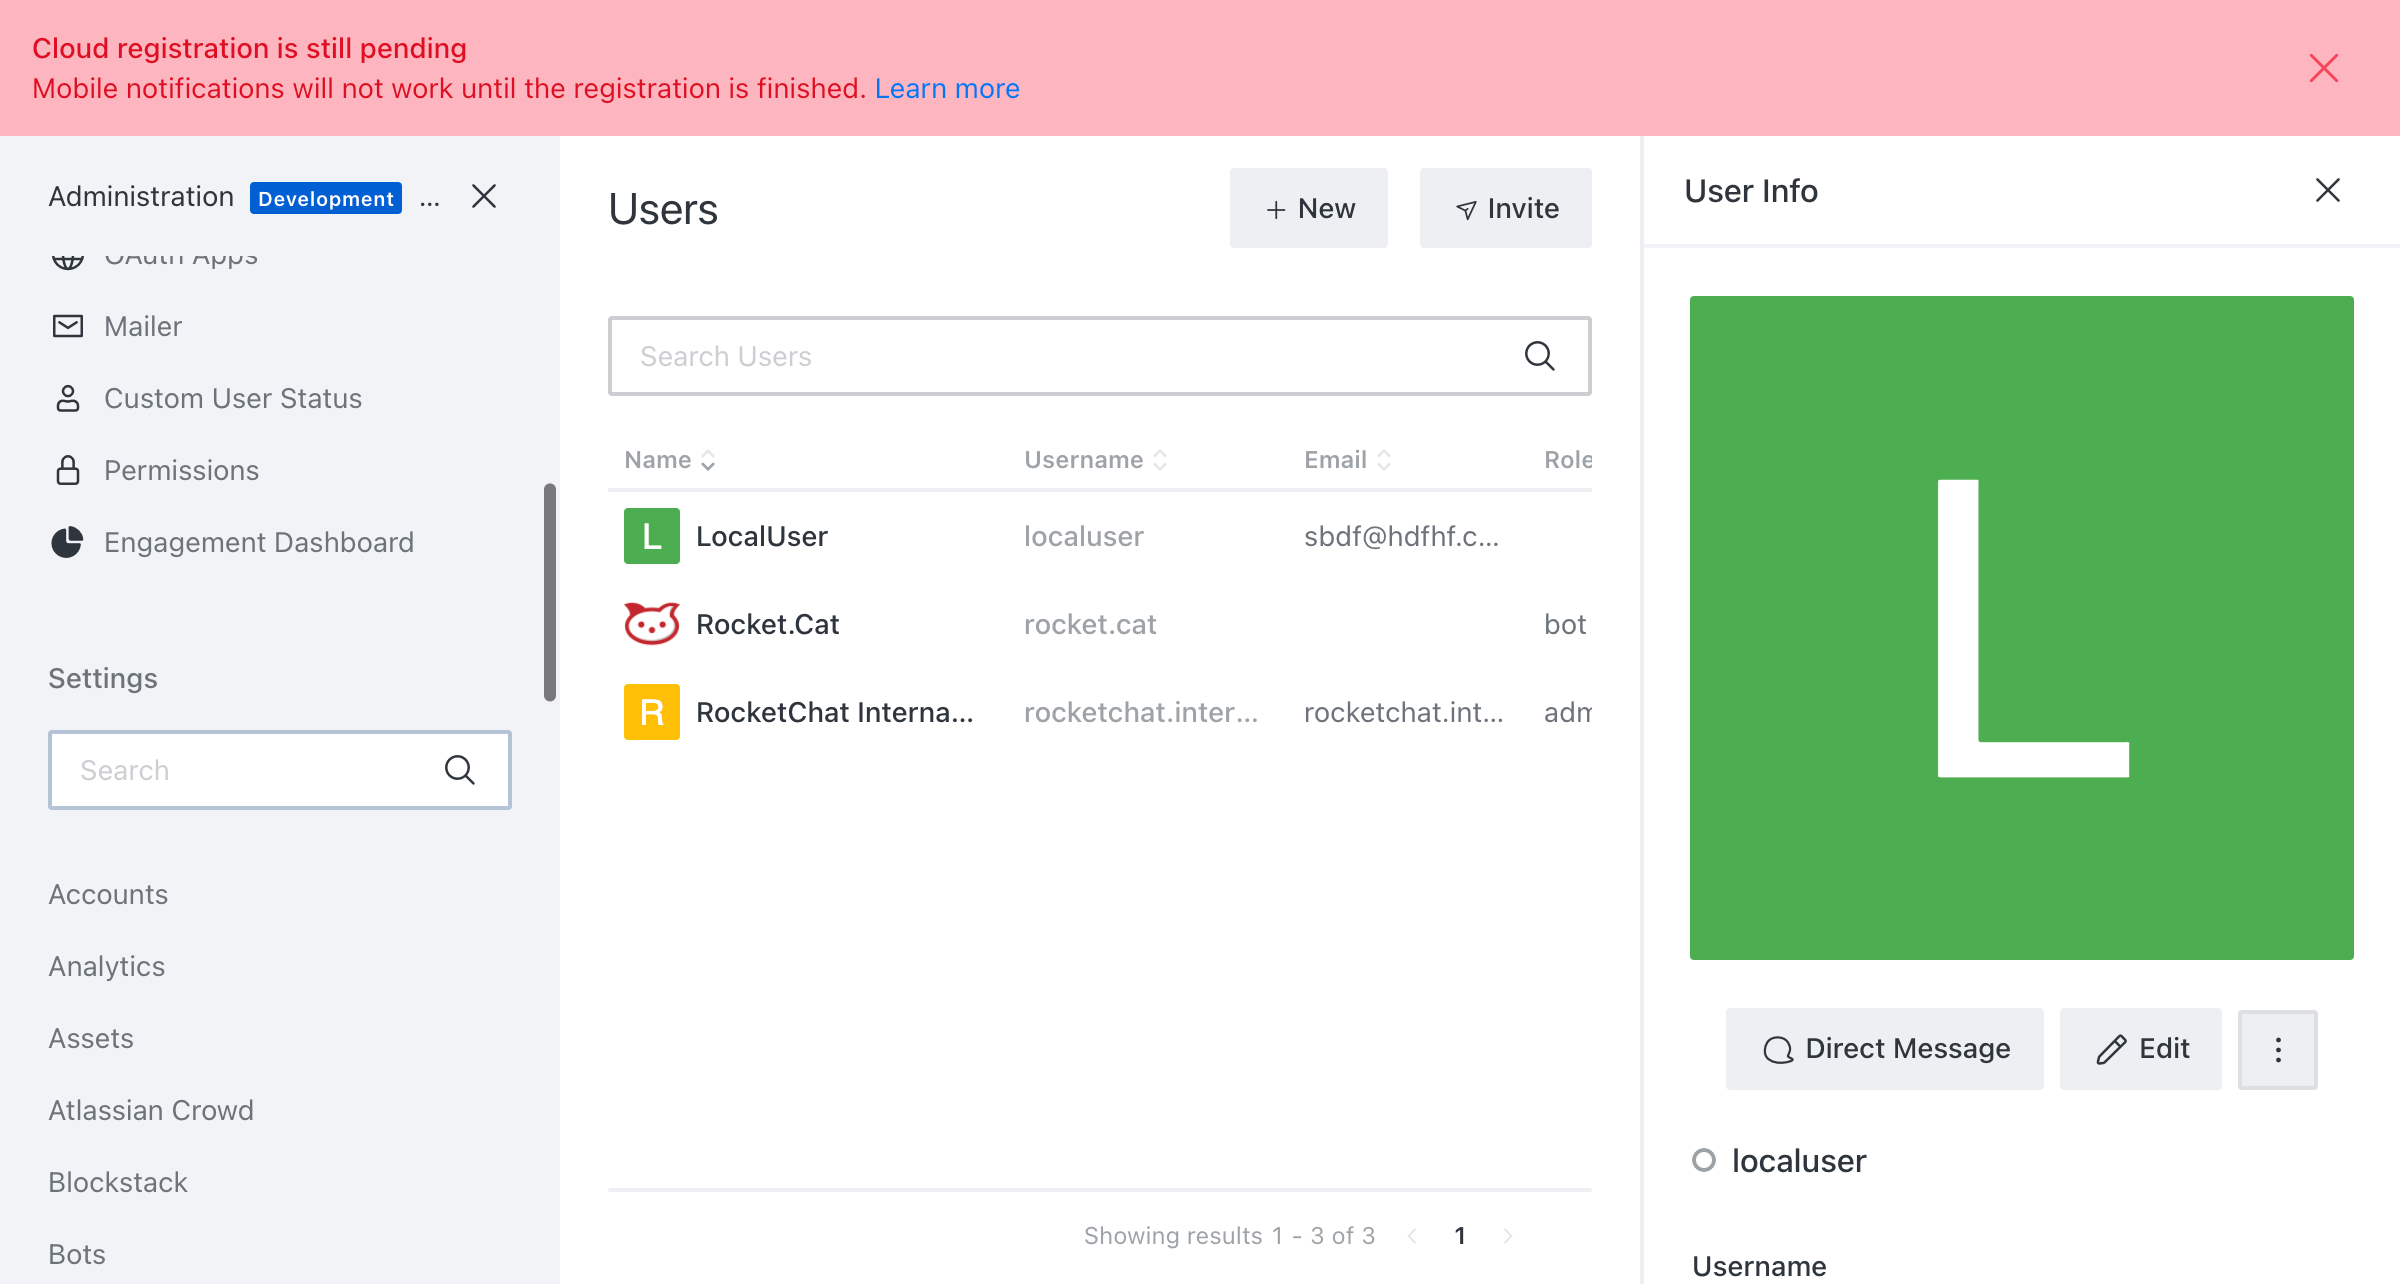 Cloud registration is still pending
Mobile notifications will not work until the registration is finished. Learn more
Administration Development ...
OAuth Apps
Mailer
Custom User Status
Permissions
Engagement Dashboard
Settings
Search
Accounts
Analytics
Assets
Atlassian Crowd
Blockstack
Bots
Users
New
Invite
Search Users
Name Username Email Role
L LocalUser localuser sbdf@hdfhf.c...
Rocket.Cat rocket.cat bot
R RocketChat Interna... rocketchat.inter... rocketchat.int... adm
Showing results 1 - 3 of 3 1
User Info
L
Direct Message
Edit
localuser
Username